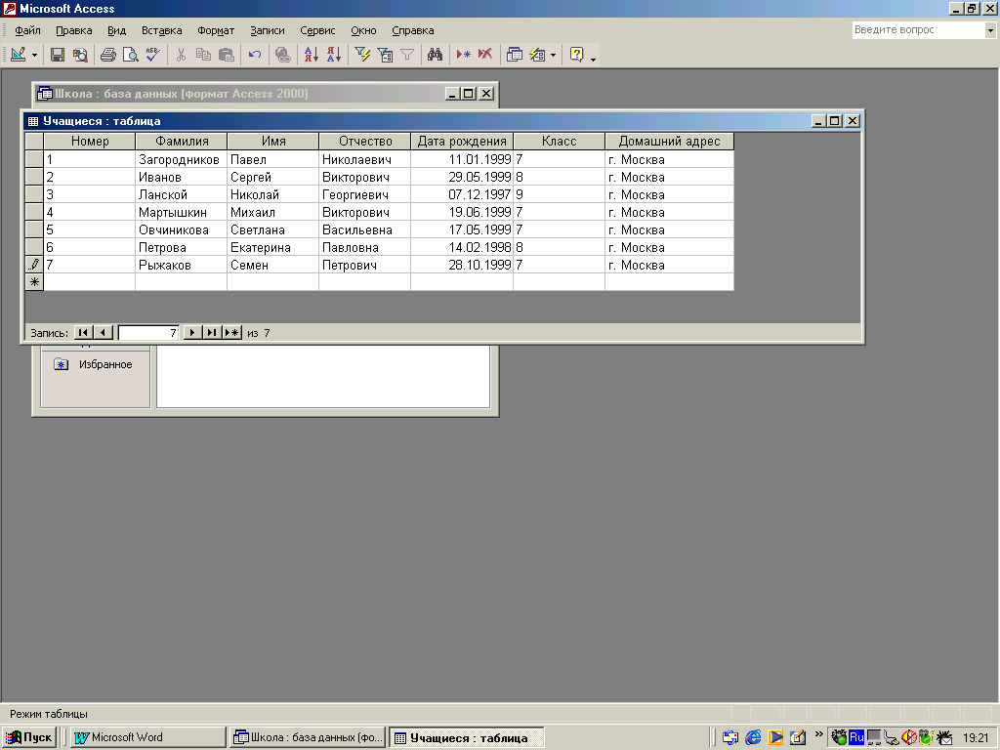 Microsoft Access
Файл Правка Вид Вставка Формат Записи Сервис Окно Справка
Введите вопрос
Школа : база данных (формат Access 2000)
Учащиеся : таблица
Номер Фамилия Имя Отчество Дата рождения Класс Домашний адрес
1 Загородников Павел Николаевич 11.01.1999 7 г. Москва
2 Иванов Сергей Викторович 29.05.1999 8 г. Москва
3 Ланской Николай Георгиевич 07.12.1997 9 г. Москва
4 Мартышкин Михаил Викторович 19.06.1999 7 г. Москва
5 Овчиникова Светлана Васильевна 17.05.1999 7 г. Москва
6 Петрова Екатерина Павловна 14.02.1998 8 г. Москва
7 Рыжаков Семен Петрович 28.10.1999 7 г. Москва
Запись: 7 из 7
Избранное
Режим таблицы
Пуск Microsoft Word Школа : база данных (фо... Учащиеся : таблица Ru 19:21